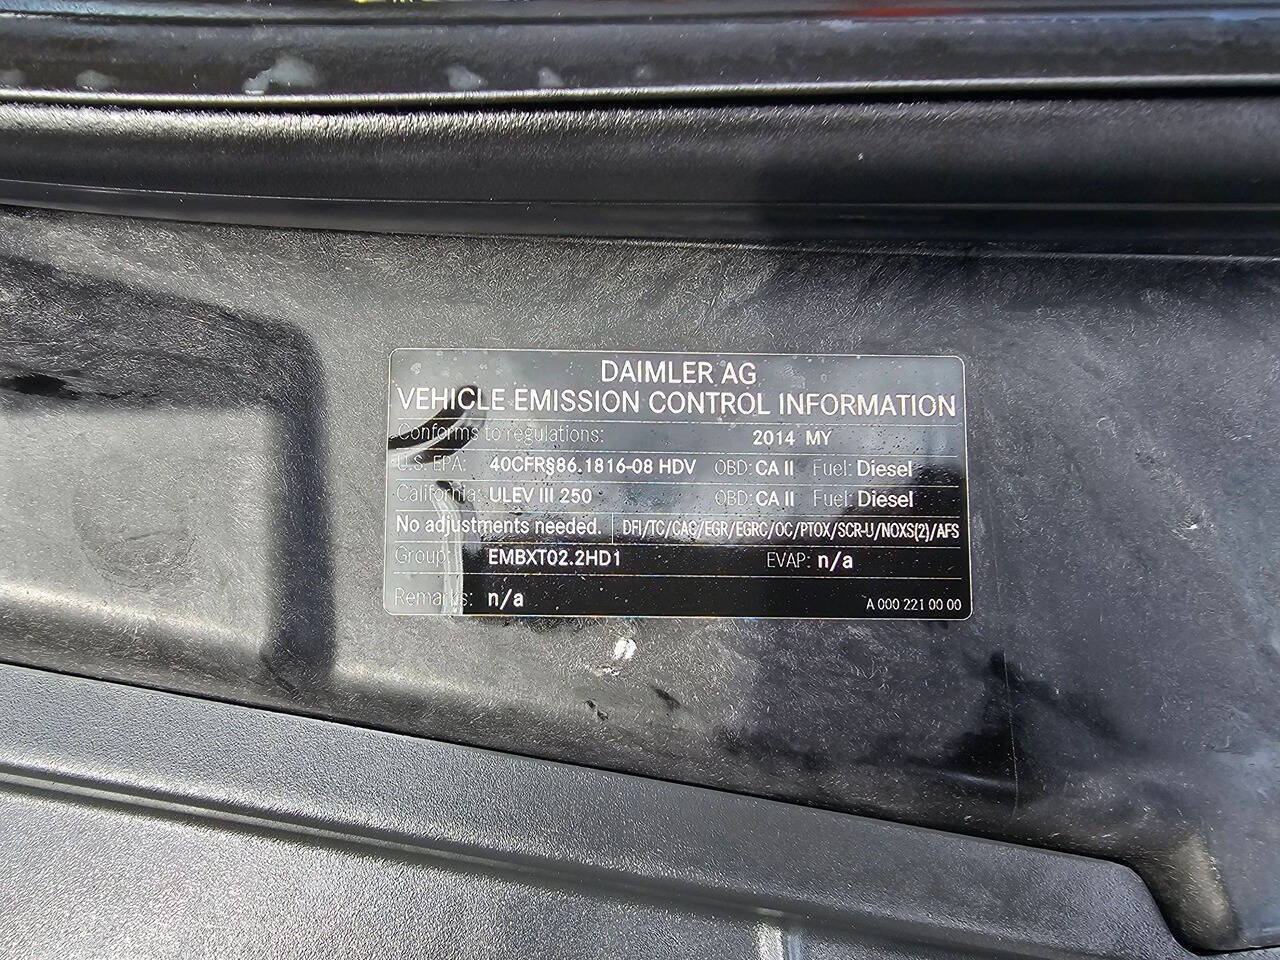 DAIMLER AG
VEHICLE EMISSION CONTROL INFORMATION
Conforms to regulations: 2014 MY
U.S. EPA: 40CFR§86.1816-08 HDV OBD: CA II Fuel: Diesel
California: ULEV III 250 OBD: CA II Fuel: Diesel
No adjustments needed. DFI/TC/CAC/EGR/EGRC/OC/PTOX/SCR-U/NOXS(2)/AFS
Group: EMBXT02.2HD1 EVAP: n/a
Remarks: n/a A 000 221 00 00